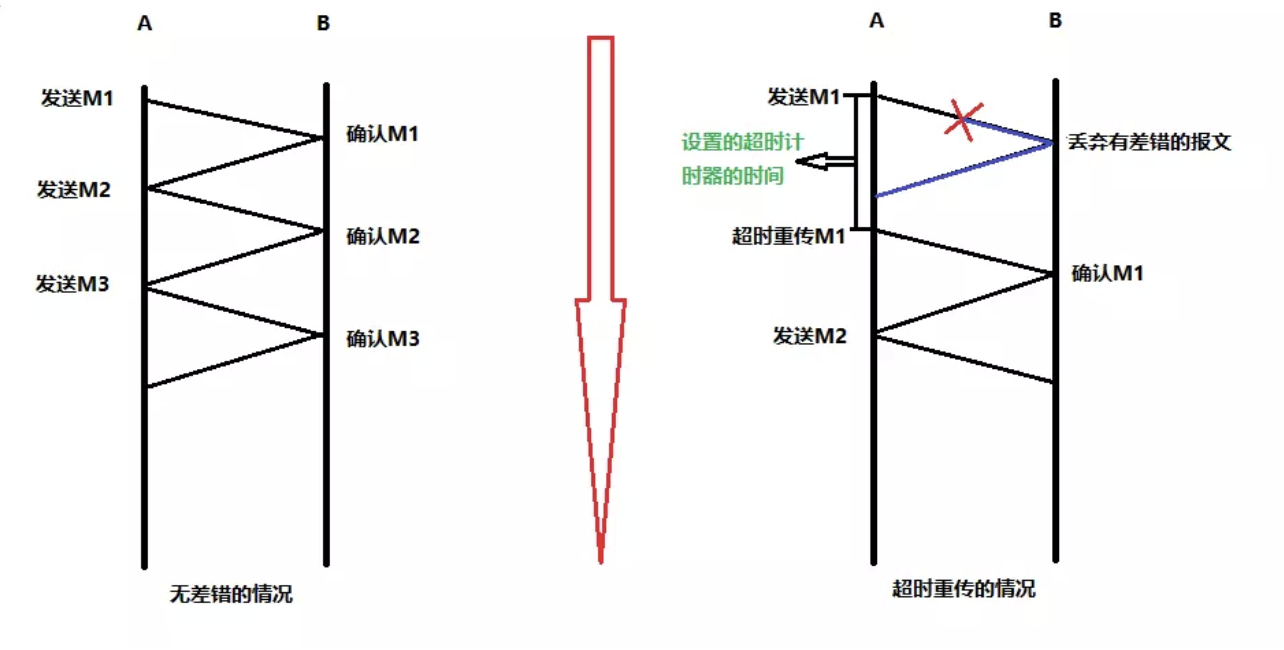 A
B
发送M1
确认M1
发送M2
确认M2
发送M3
确认M3
无差错的情况
A
B
发送M1
设置的超时计
时器的时间
丢弃有差错的报文
超时重传M1
确认M1
发送M2
超时重传的情况